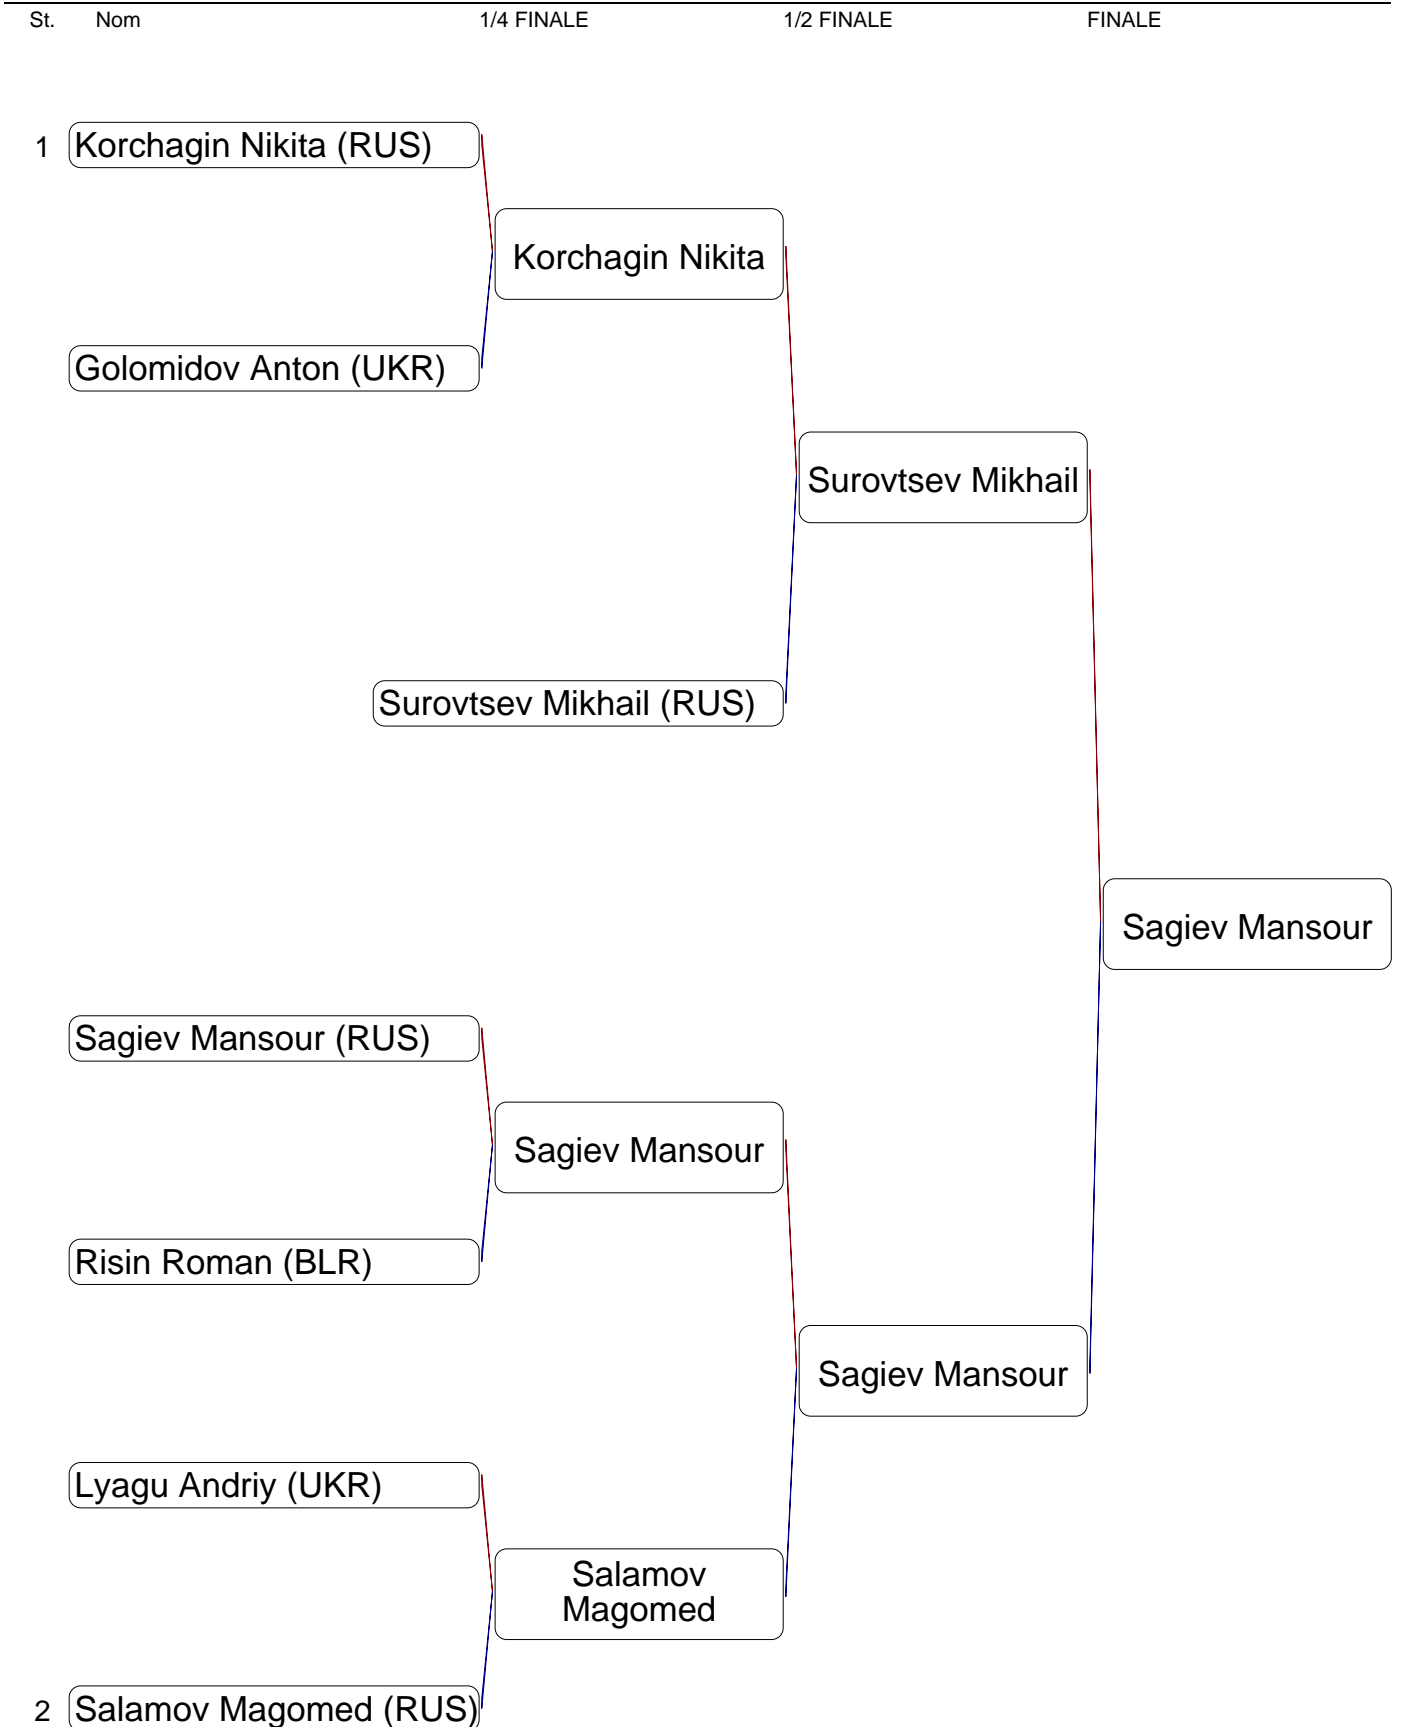 St. Nom 1/4 FINALE 1/2 FINALE FINALE
1 Korchagin Nikita (RUS)
Korchagin Nikita
Golomidov Anton (UKR)
Surovtsev Mikhail
Surovtsev Mikhail (RUS)
Sagiev Mansour
Sagiev Mansour (RUS)
Sagiev Mansour
Risin Roman (BLR)
Sagiev Mansour
Lyagu Andriy (UKR)
Salamov
Magomed
2 Salamov Magomed (RUS)